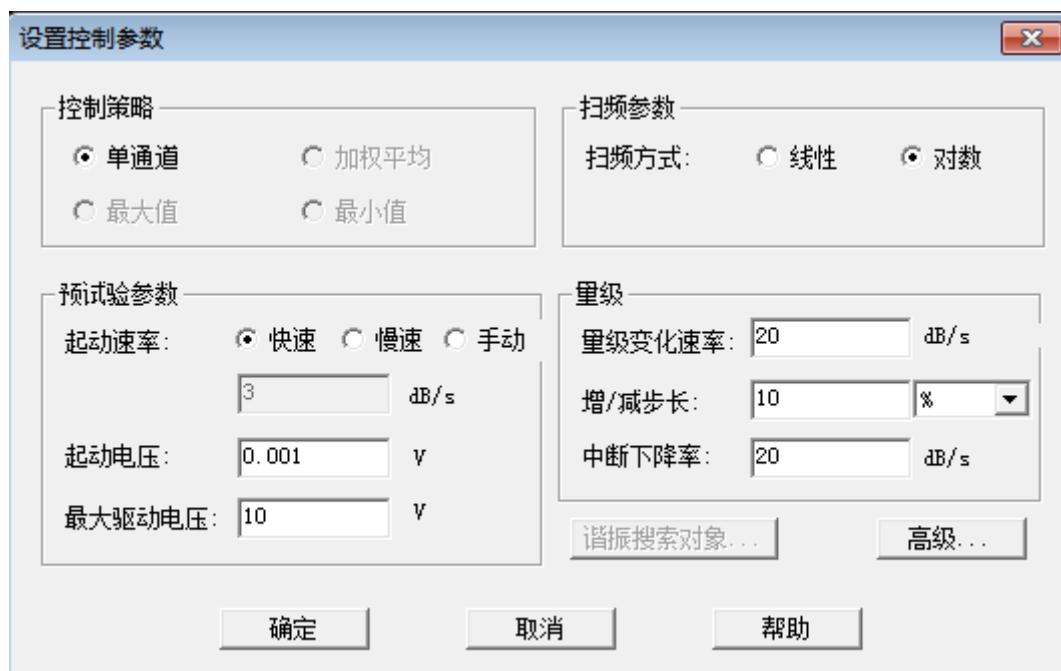 设置控制参数
控制策略
单通道
加权平均
最大值
最小值
扫频参数
扫频方式:
线性
对数
预试验参数
起动速率:
快速
慢速
手动
3
dB/s
起动电压:
0.001
V
最大驱动电压:
10
V
量级
量级变化速率:
20
dB/s
增/减步长:
10
%
中断下降率:
20
dB/s
谐振搜索对象...
高级...
确定
取消
帮助